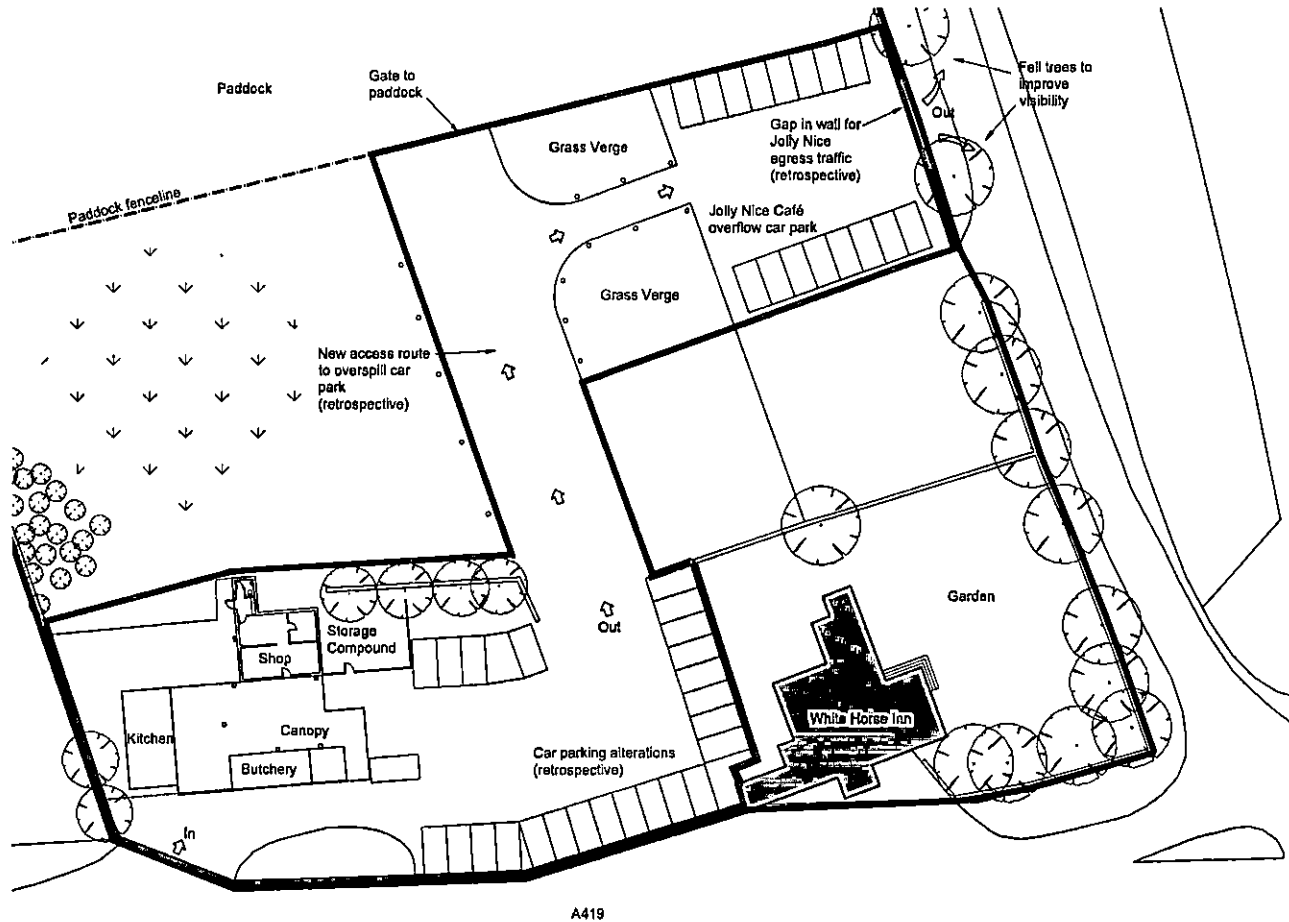 Paddock
Gate to
paddock
Fell trees to
improve
visibility
Out
Gap in wall for
Jolly Nice
egress traffic
(retrospective)
Grass Verge
Paddock fenceline
Jolly Nice Café
overflow car park
Grass Verge
New access route
to overspill car
park
(retrospective)
Out
Garden
Storage
Compound
Shop
White Horse Inn
Kitchen
Canopy
Butchery
Car parking alterations
(retrospective)
In
A419